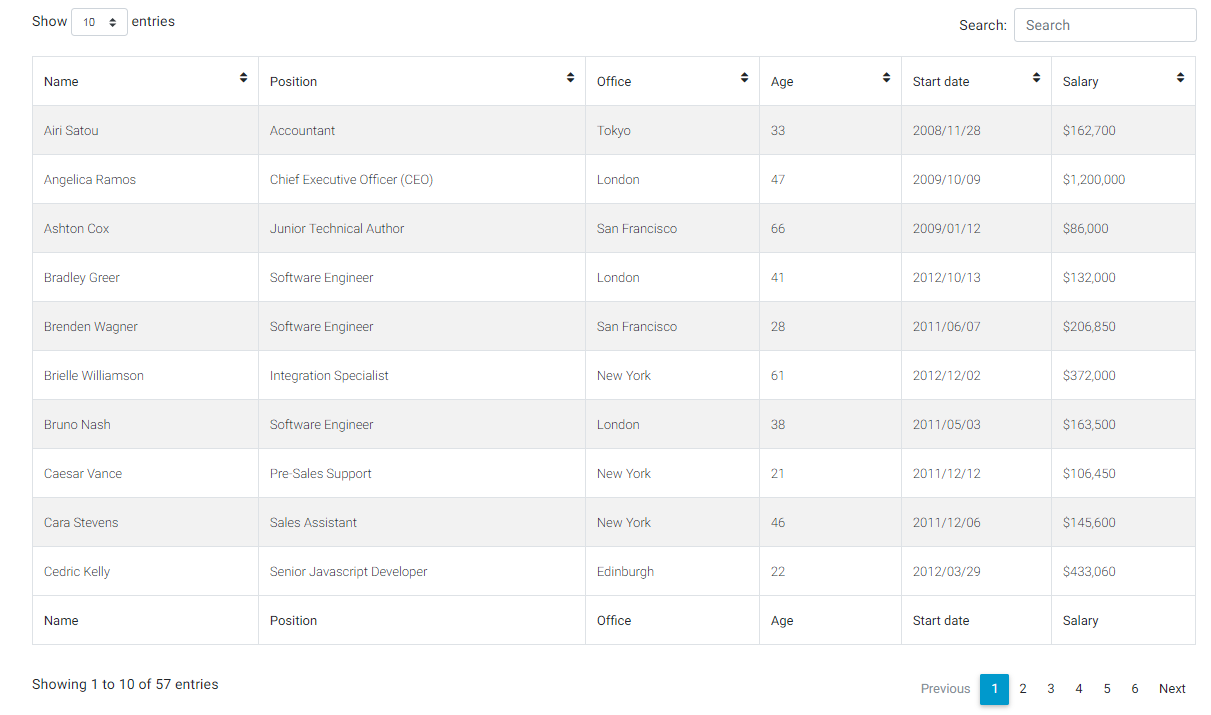 Show 10 entries Search: Search
Name Position Office Age Start date Salary
Airi Satou Accountant Tokyo 33 2008/11/28 $162,700
Angelica Ramos Chief Executive Officer (CEO) London 47 2009/10/09 $1,200,000
Ashton Cox Junior Technical Author San Francisco 66 2009/01/12 $86,000
Bradley Greer Software Engineer London 41 2012/10/13 $132,000
Brenden Wagner Software Engineer San Francisco 28 2011/06/07 $206,850
Brielle Williamson Integration Specialist New York 61 2012/12/02 $372,000
Bruno Nash Software Engineer London 38 2011/05/03 $163,500
Caesar Vance Pre-Sales Support New York 21 2011/12/12 $106,450
Cara Stevens Sales Assistant New York 46 2011/12/06 $145,600
Cedric Kelly Senior Javascript Developer Edinburgh 22 2012/03/29 $433,060
Name Position Office Age Start date Salary
Showing 1 to 10 of 57 entries Previous 1 2 3 4 5 6 Next